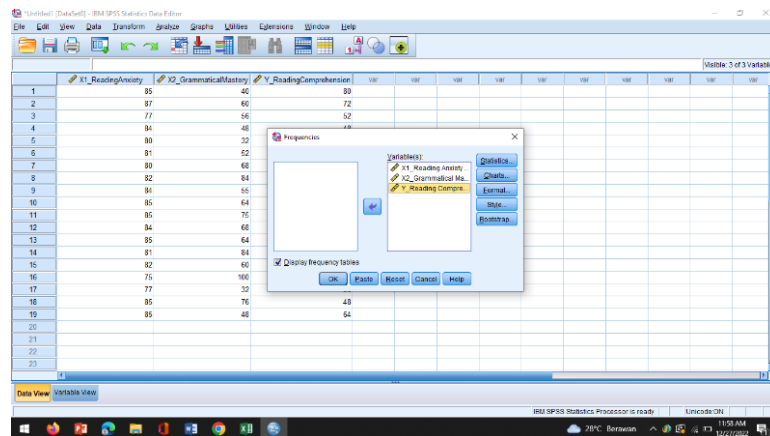 *Untitled1 [DataSet0] - IBM SPSS Statistics Data Editor
File Edit View Data Transform Analyze Graphs Utilities Extensions Window Help
Visible: 3 of 3 Variabl
X1_ReadingAnxiety X2_GrammaticalMastery Y_ReadingComprehension var var var var var var var var var var
1 85 40 80
2 87 60 72
3 77 56 52
4 84 48 48
5 80 32
6 81 52
7 80 68
8 82 84
9 84 55
10 85 64
11 85 76
12 84 68
13 85 64
14 81 84
15 82 60
16 75 100
17 77 32
18 85 76 48
19 85 48 64
20
21
22
23
Frequencies
Variable(s):
X1_Reading Anxiety...
X2_Grammatical Ma...
Y_Reading Compre...
Statistics...
Charts...
Format...
Style...
Bootstrap...
Display frequency tables
OK Paste Reset Cancel Help
Data View Variable View
IBM SPSS Statistics Processor is ready Unicode:ON
28°C Berawan
11:58 AM
12/27/2022